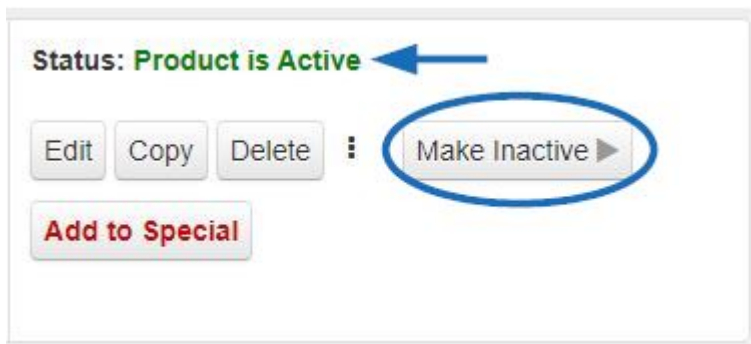 Status: Product is Active
Edit Copy Delete Make Inactive
Add to Special